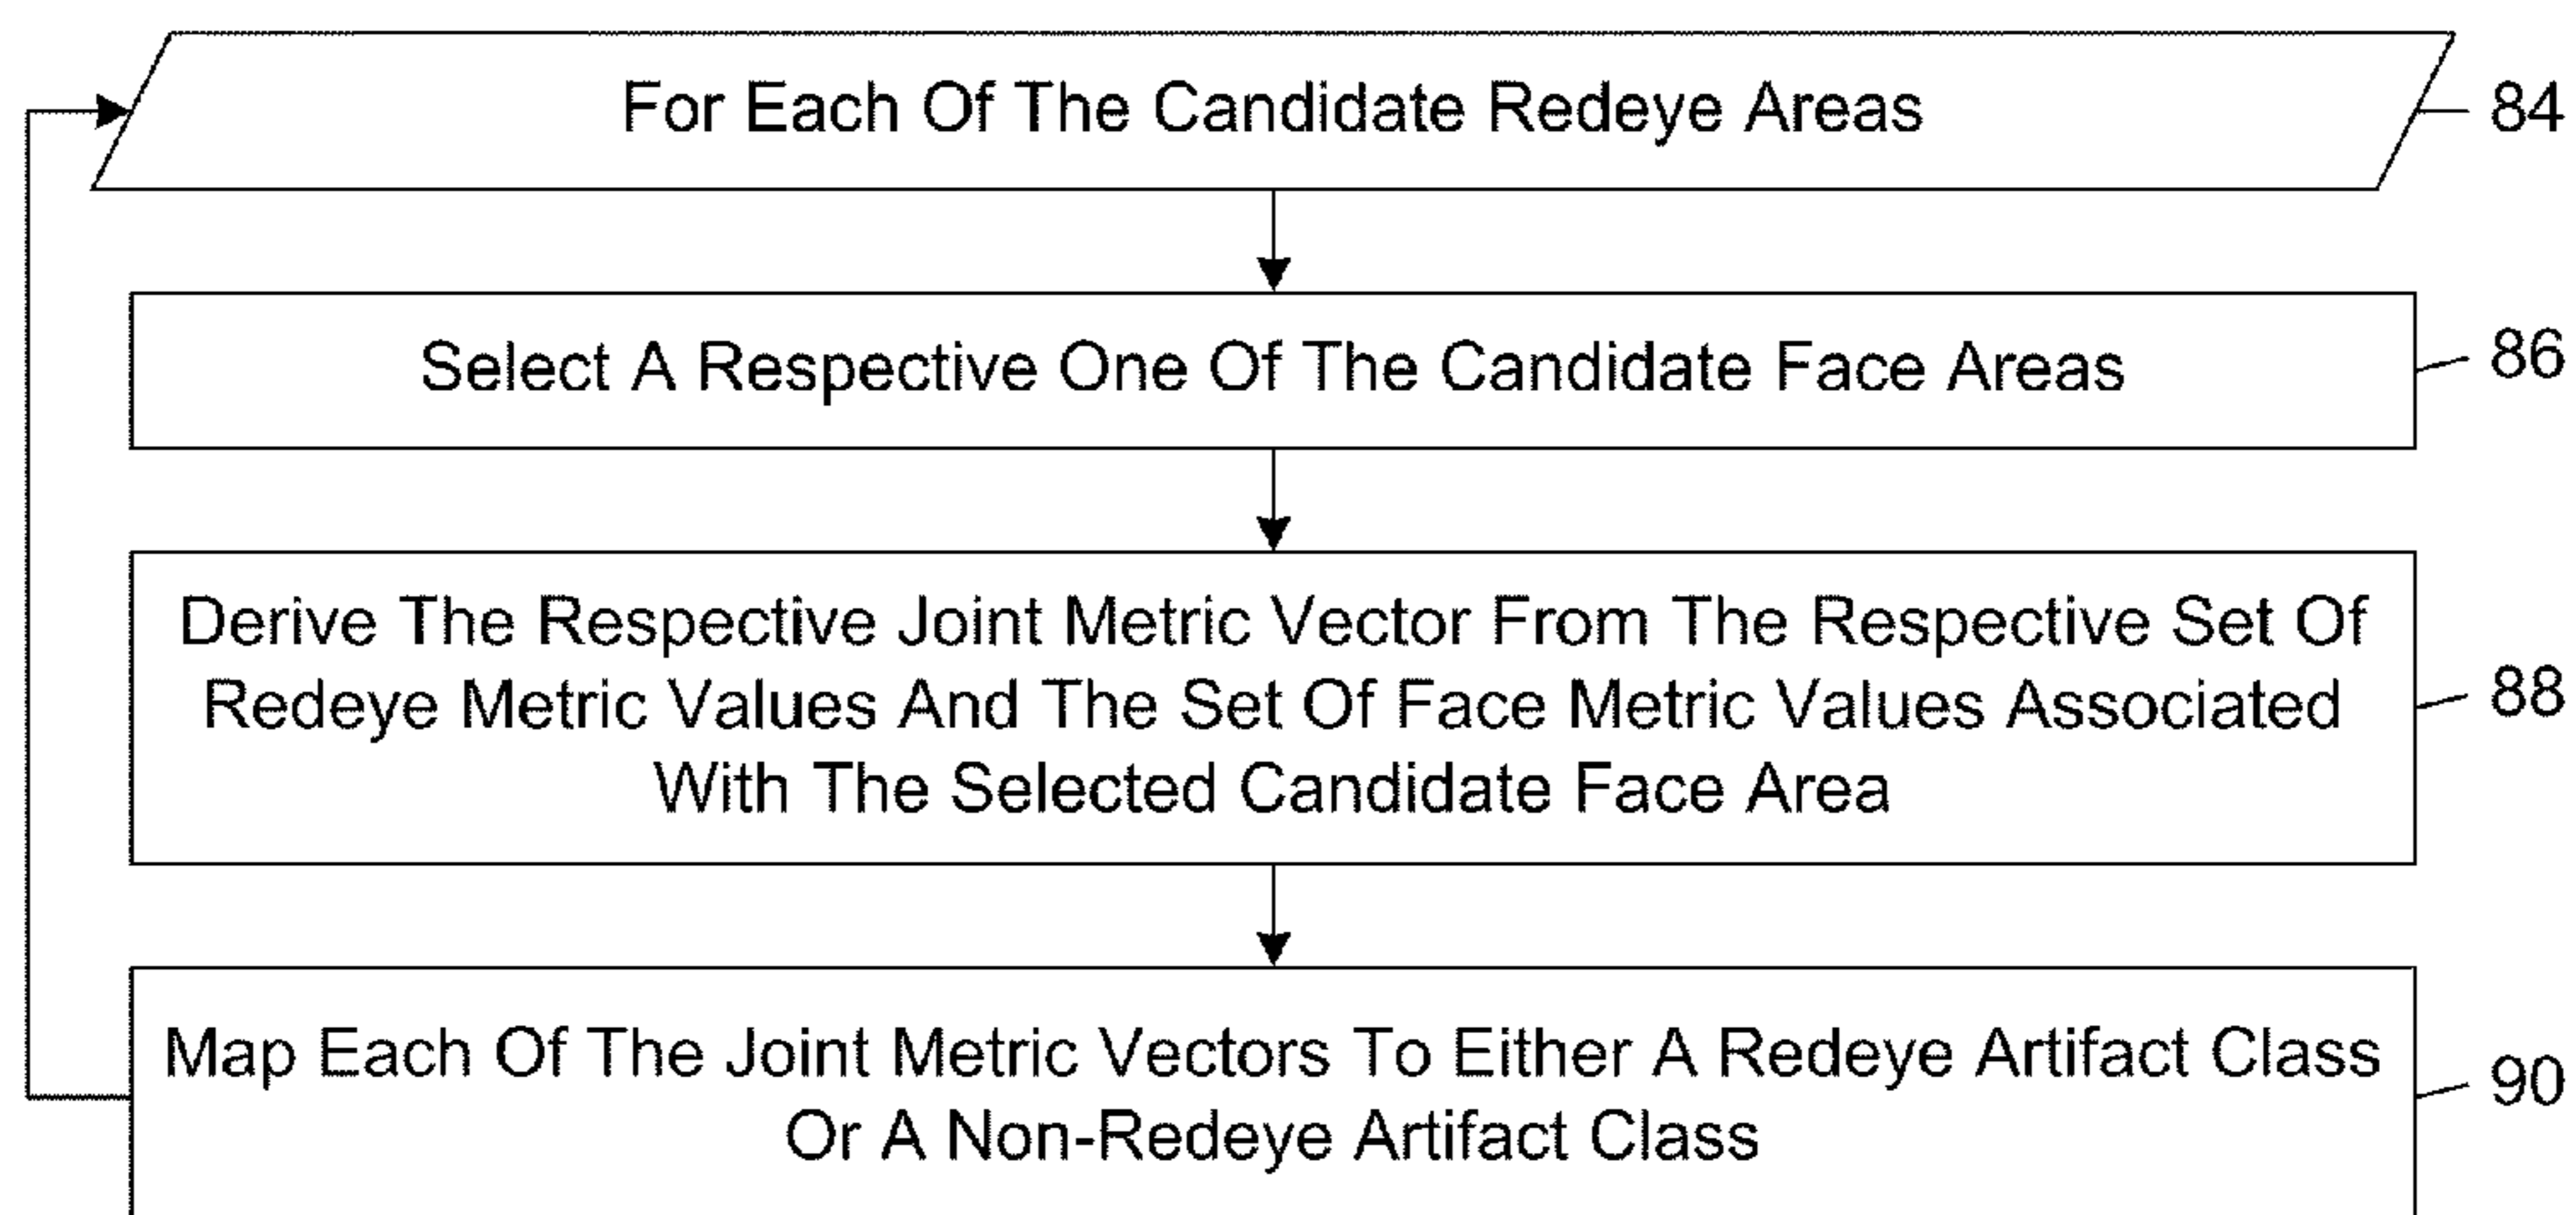 For Each Of The Candidate Redeye Areas
84
Select A Respective One Of The Candidate Face Areas
86
Derive The Respective Joint Metric Vector From The Respective Set Of
Redeye Metric Values And The Set Of Face Metric Values Associated
With The Selected Candidate Face Area
88
Map Each Of The Joint Metric Vectors To Either A Redeye Artifact Class
Or A Non-Redeye Artifact Class
90